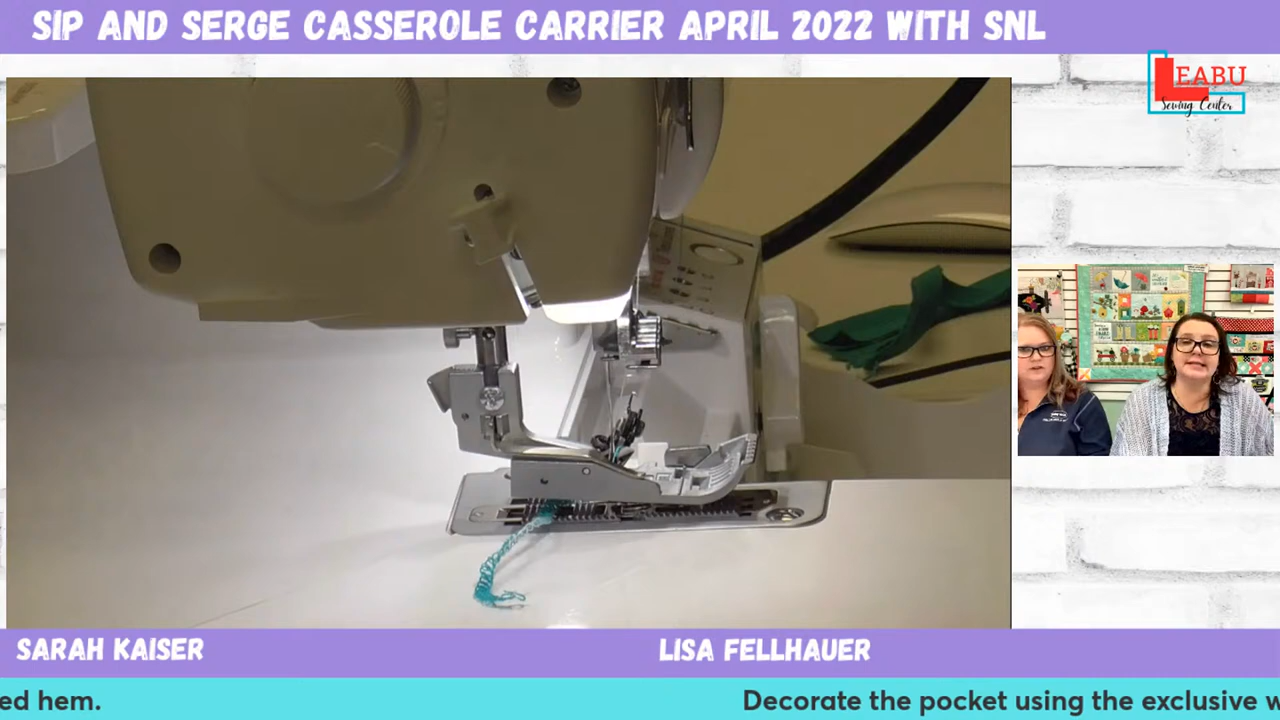 SIP AND SERGE CASSEROLE CARRIER APRIL 2022 WITH SNL
LEABU
Sewing Center
SARAH KAISER
LISA FELLHAUER
ed hem.
Decorate the pocket using the exclusive w